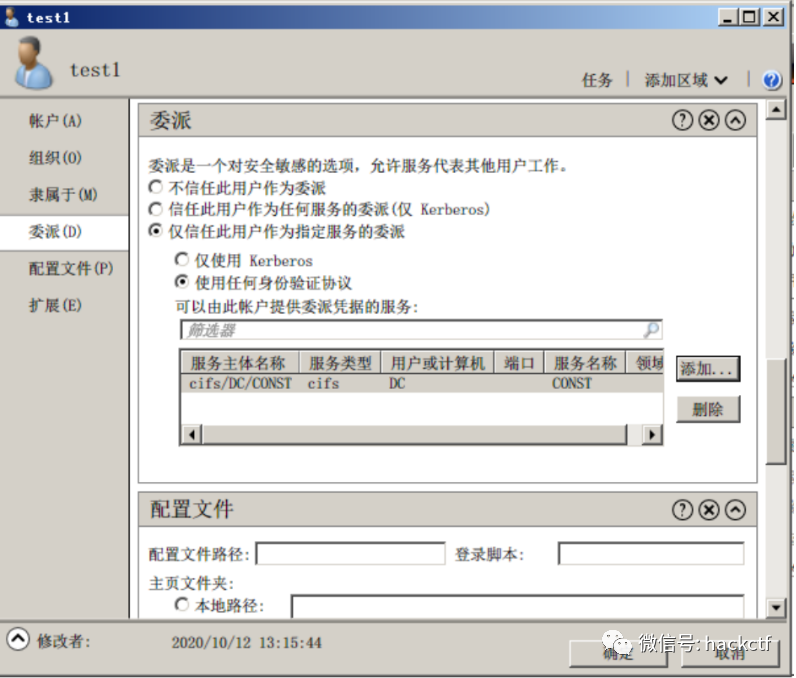 test1
test1
任务 | 添加区域 | ?
帐户(A)
组织(O)
隶属于(M)
委派(D)
配置文件(P)
扩展(E)
委派
?
委派是一个对安全敏感的选项，允许服务代表其他用户工作。
不信任此用户作为委派
信任此用户作为任何服务的委派(仅 Kerberos)
仅信任此用户作为指定服务的委派
仅使用 Kerberos
使用任何身份验证协议
可以由此帐户提供委派凭据的服务:
筛选器
服务主体名称 服务类型 用户或计算机 端口 服务名称 领域
cifs/DC/CONST cifs DC CONST
添加...
删除
配置文件
?
配置文件路径: 登录脚本:
主页文件夹:
本地路径:
修改者: 2020/10/12 13:15:44
确定 取消
微信号: hackctf